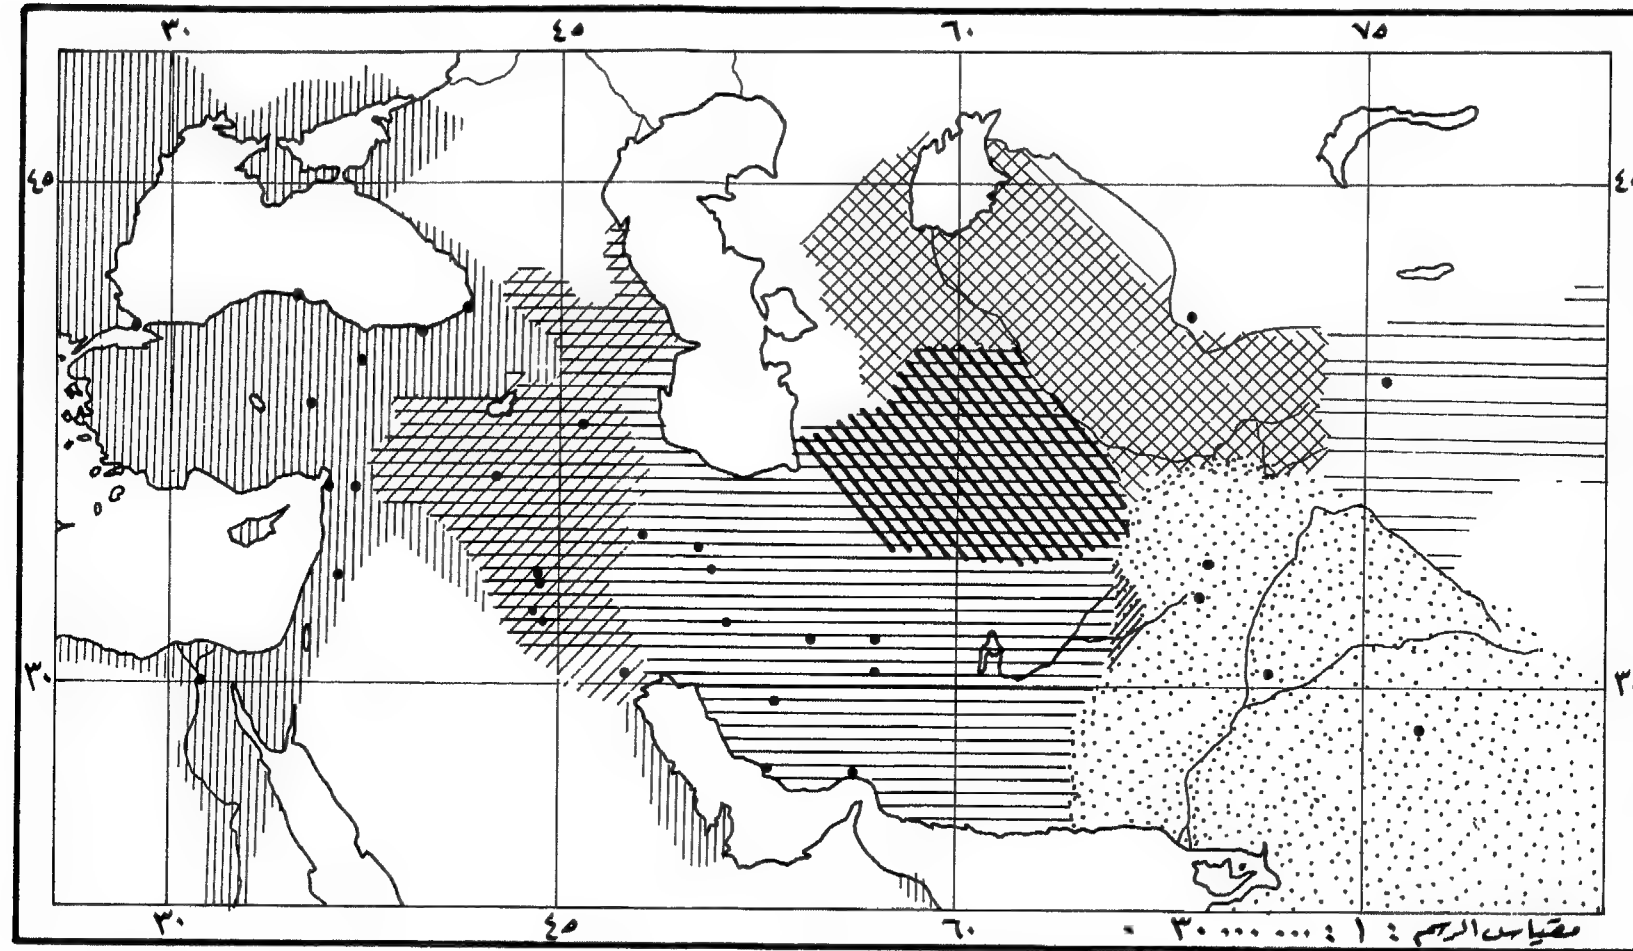 ٣٠ ٤٥ ٦٠ ٧٥
٤٥ ٤٥
٣٠ ٣٠
٣٠ ٤٥ ٦٠
مقياس الرسم : ١ : ٣٠٠٠٠٠٠٠